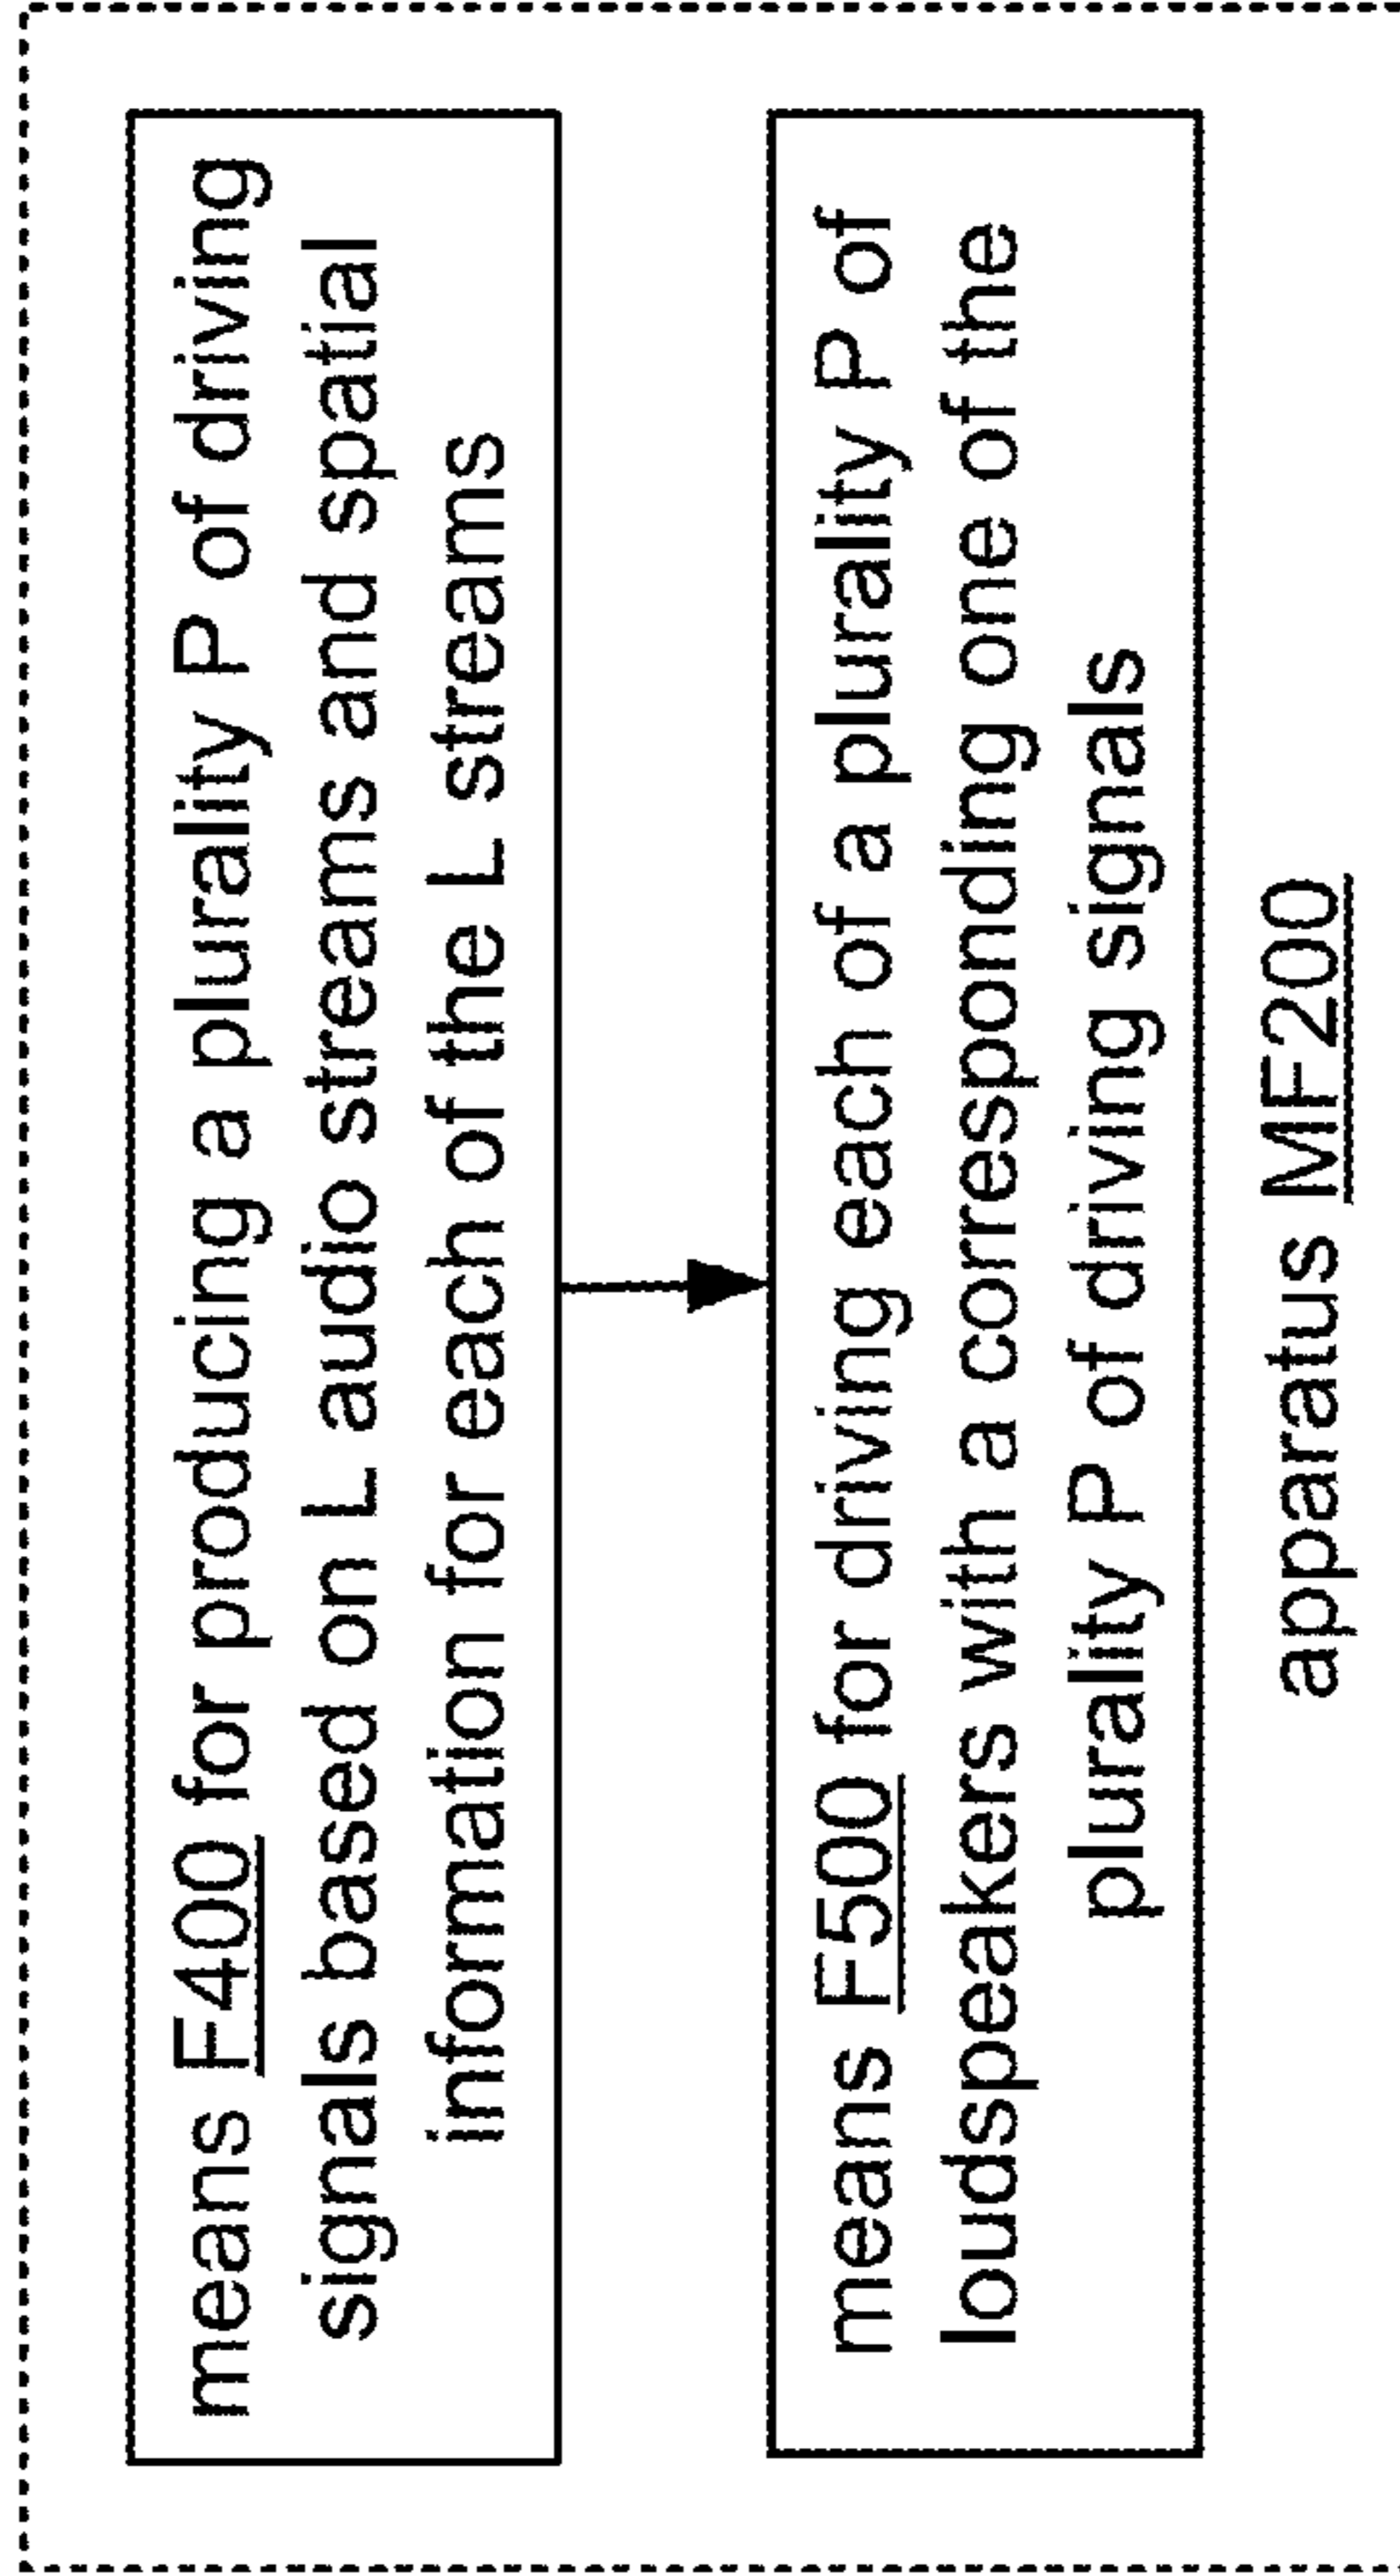 means F400 for producing a plurality P of driving
signals based on L audio streams and spatial
information for each of the L streams
means F500 for driving each of a plurality P of
loudspeakers with a corresponding one of the
plurality P of driving signals
apparatus MF200